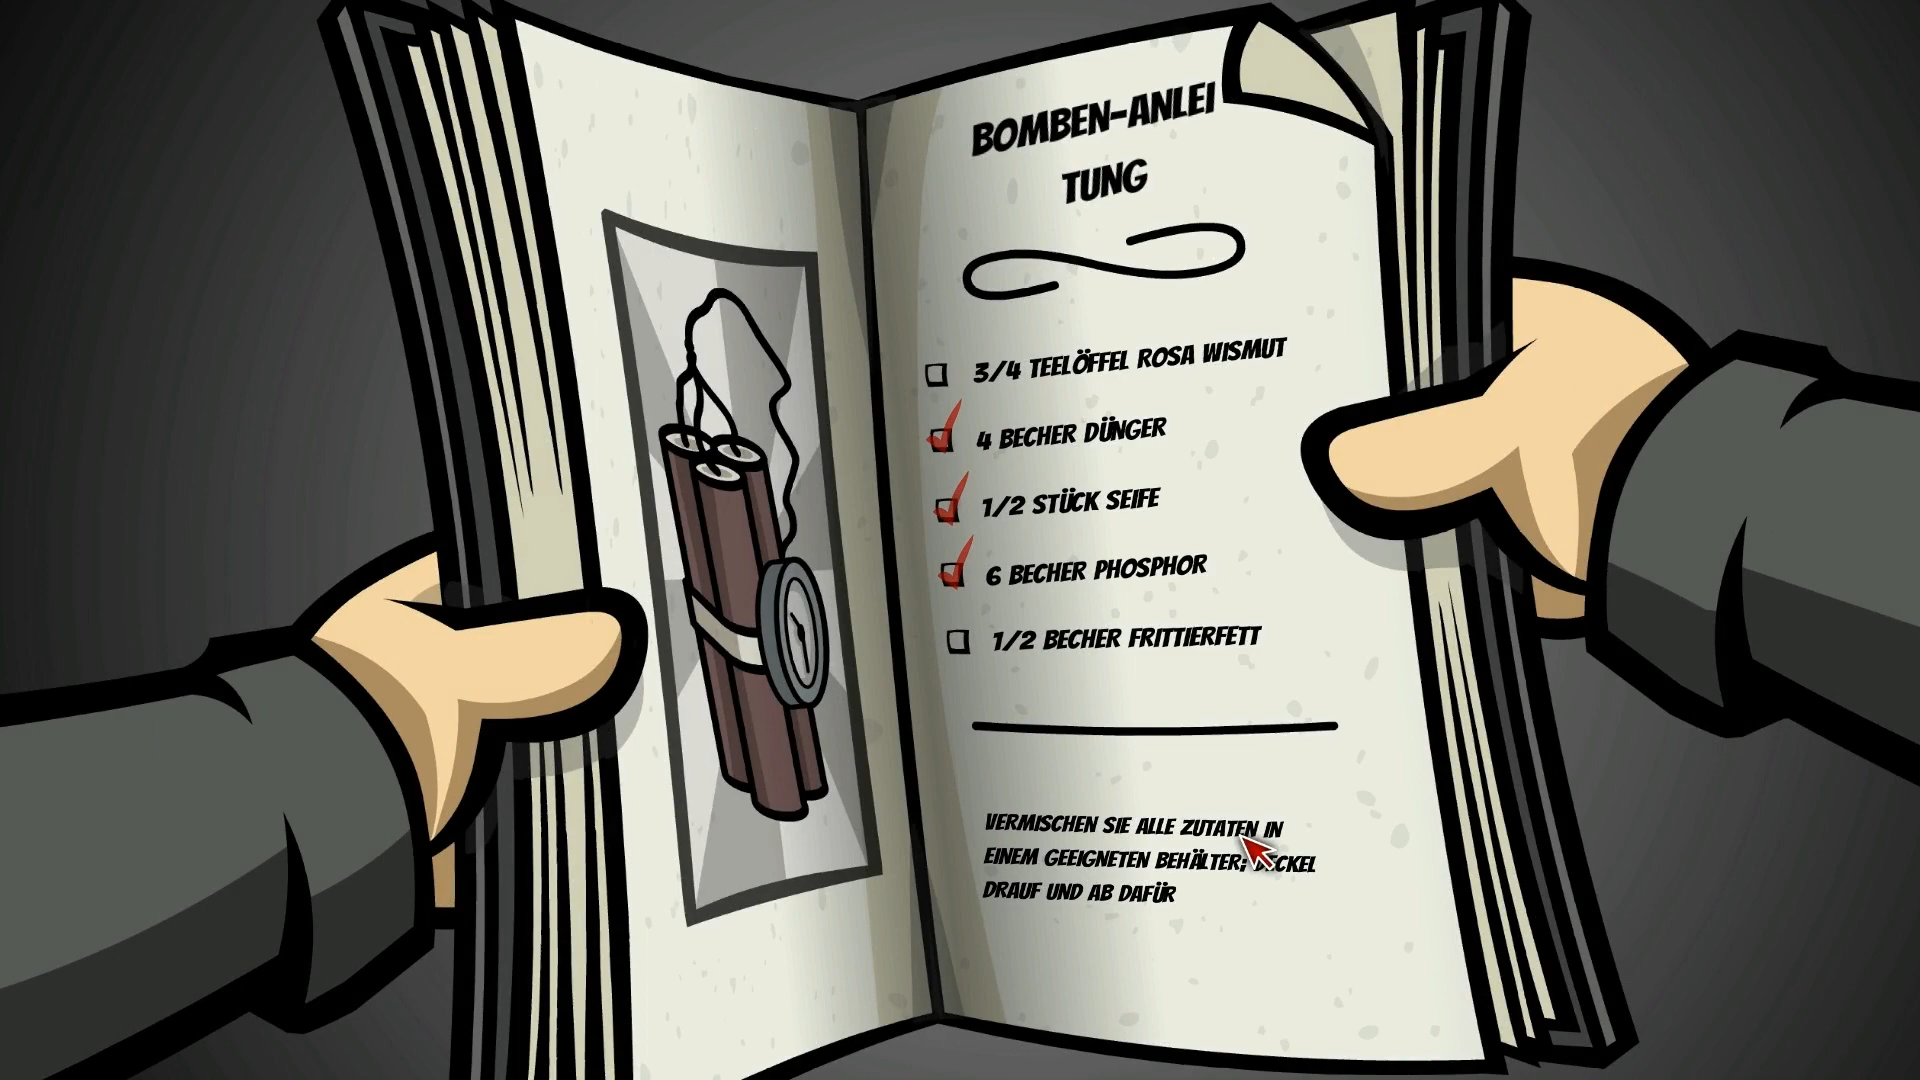 BOMBEN-ANLEI
TUNG
3/4 TEELÖFFEL ROSA WISMUT
4 BECHER DÜNGER
1/2 STÜCK SEIFE
6 BECHER PHOSPHOR
1/2 BECHER FRITTIERFETT
VERMISCHEN SIE ALLE ZUTATEN IN
EINEM GEEIGNETEN BEHÄLTER; DECKEL
DRAUF UND AB DAFÜR